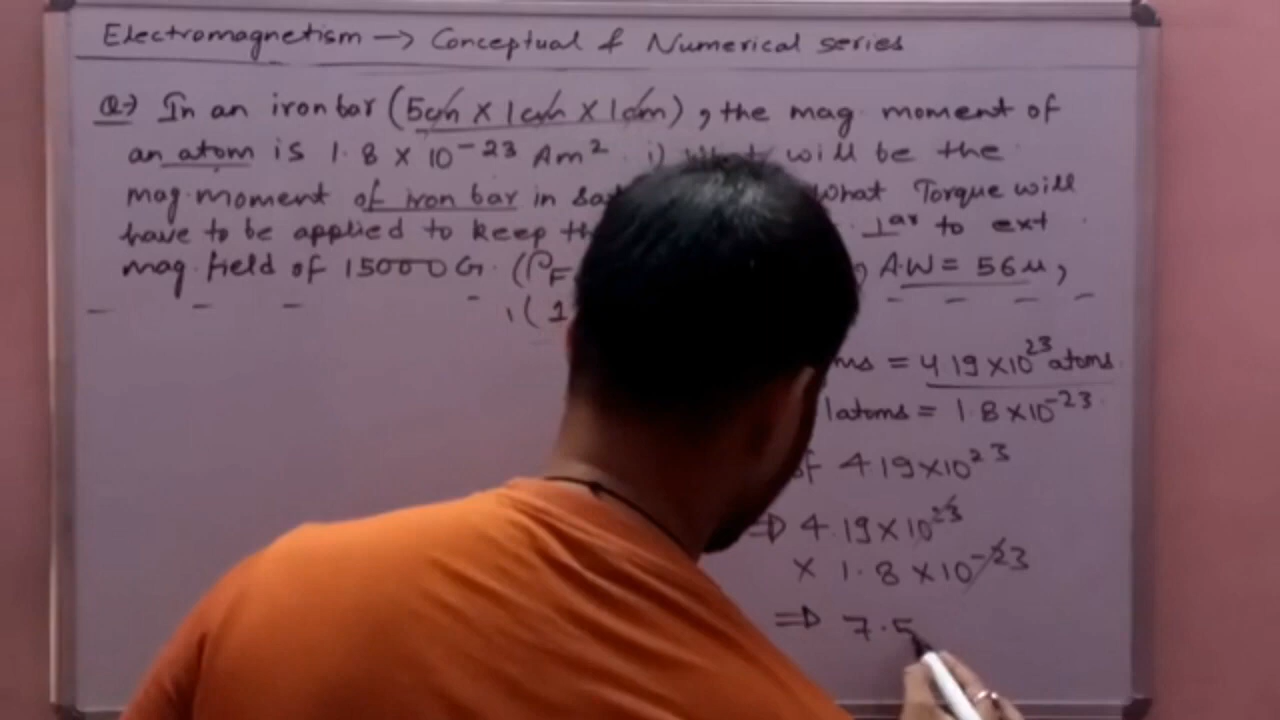 Electromagnetism → Conceptual & Numerical series
Q→ In an iron bar (5cm × 1cm × 1cm), the mag moment of
an atom is 1.8 × 10⁻²³ Am² i) What will be the
mag. moment of iron bar in What Torque will
have to be applied to keep ⊥ar to ext
mag. field of 15000 G. A.W = 56u,
= 4.19×10²³ atoms
1atoms = 1.8×10⁻²³
4.19×10²³
⇒ 4.19×10²³
× 1.8×10⁻²³
⇒ 7.5